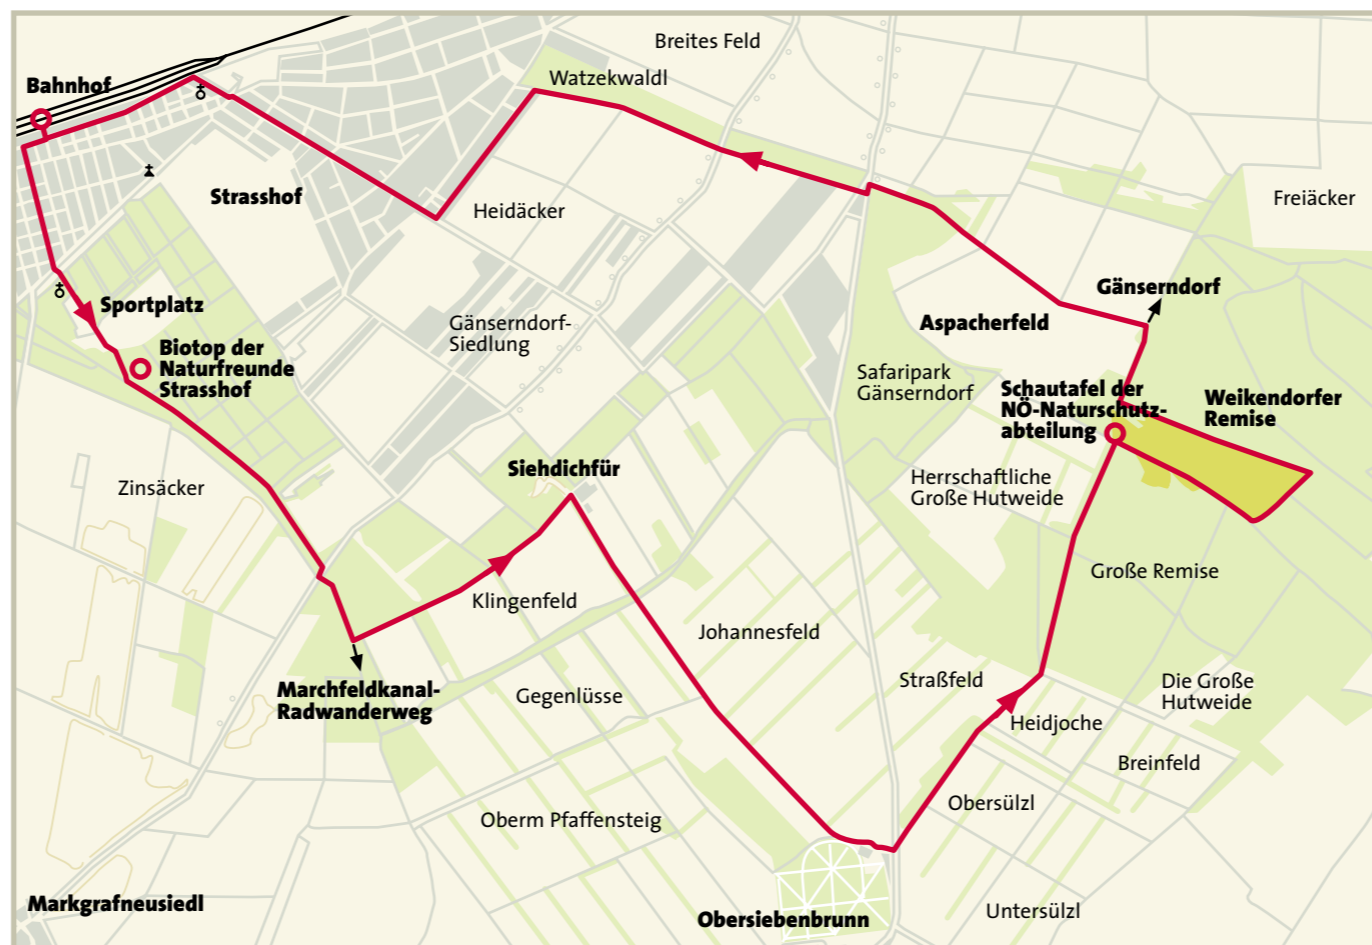 Breites Feld
Bahnhof
Watzekwaldl
Strasshof
Heidäcker
Freiäcker
Sportplatz
Gänserndorf
Gänserndorf-
Siedlung
Aspacherfeld
Biotop der
Naturfreunde
Strasshof
Safaripark
Gänserndorf
Schautafel der
NÖ-Naturschutz-
abteilung
Weikendorfer
Remise
Siehdichfür
Zinsäcker
Herrschaftliche
Große Hutweide
Große Remise
Klingenfeld
Johannesfeld
Marchfeldkanal-
Radwanderweg
Gegenlüsse
Straßfeld
Die Große
Hutweide
Heidjoche
Breinfeld
Obersülzl
Oberm Pfaffensteig
Markgrafneusiedl
Obersiebenbrunn
Untersülzl